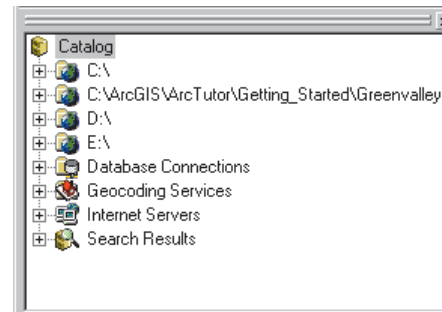 Catalog
C:\
C:\ArcGIS\ArcTutor\Getting_Started\Greenvalley
D:\
E:\
Database Connections
Geocoding Services
Internet Servers
Search Results